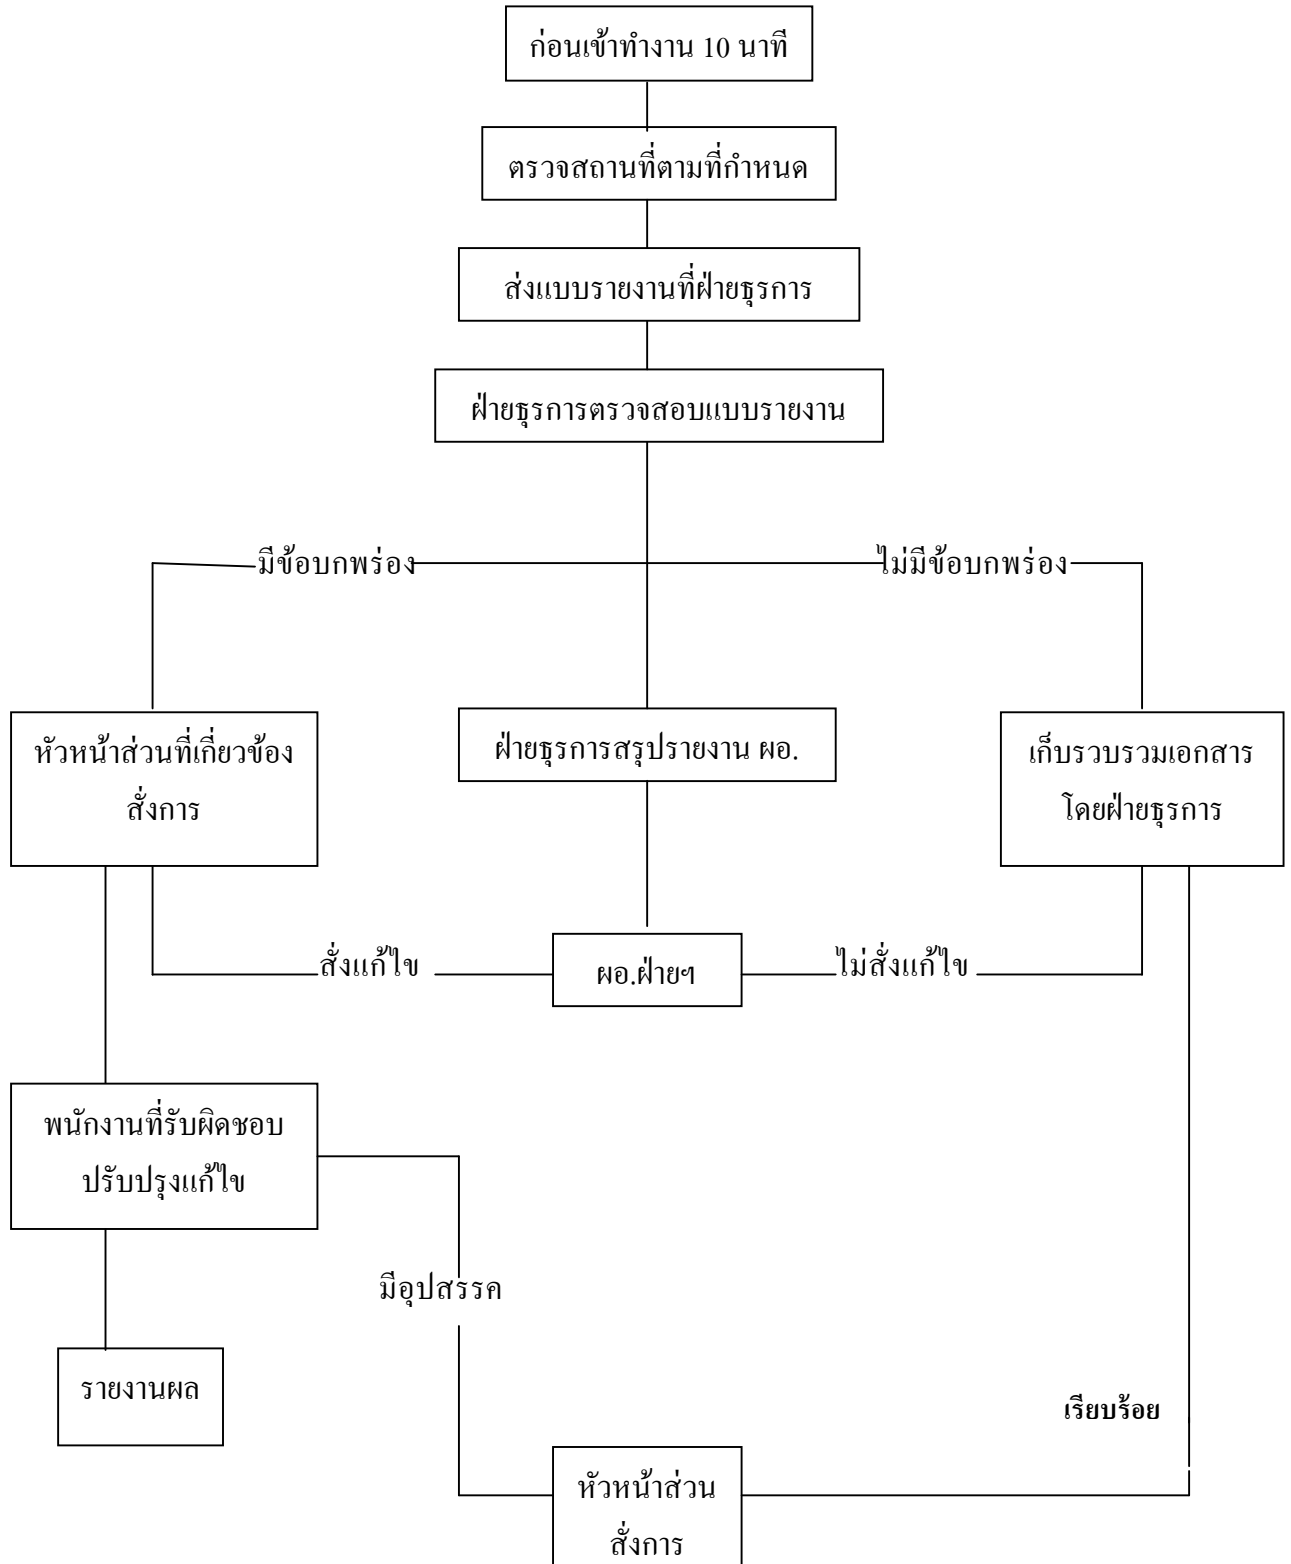 ก่อนเข้าทำงาน 10 นาที
ตรวจสถานที่ตามที่กำหนด
ส่งแบบรายงานที่ฝ่ายธุรการ
ฝ่ายธุรการตรวจสอบแบบรายงาน
มีข้อบกพร่อง
ไม่มีข้อบกพร่อง
หัวหน้าส่วนที่เกี่ยวข้อง
สั่งการ
ฝ่ายธุรการสรุปรายงาน ผอ.
เก็บรวบรวมเอกสาร
โดยฝ่ายธุรการ
สั่งแก้ไข
ผอ.ฝ่ายฯ
ไม่สั่งแก้ไข
พนักงานที่รับผิดชอบ
ปรับปรุงแก้ไข
มีอุปสรรค
รายงานผล
เรียบร้อย
หัวหน้าส่วน
สั่งการ